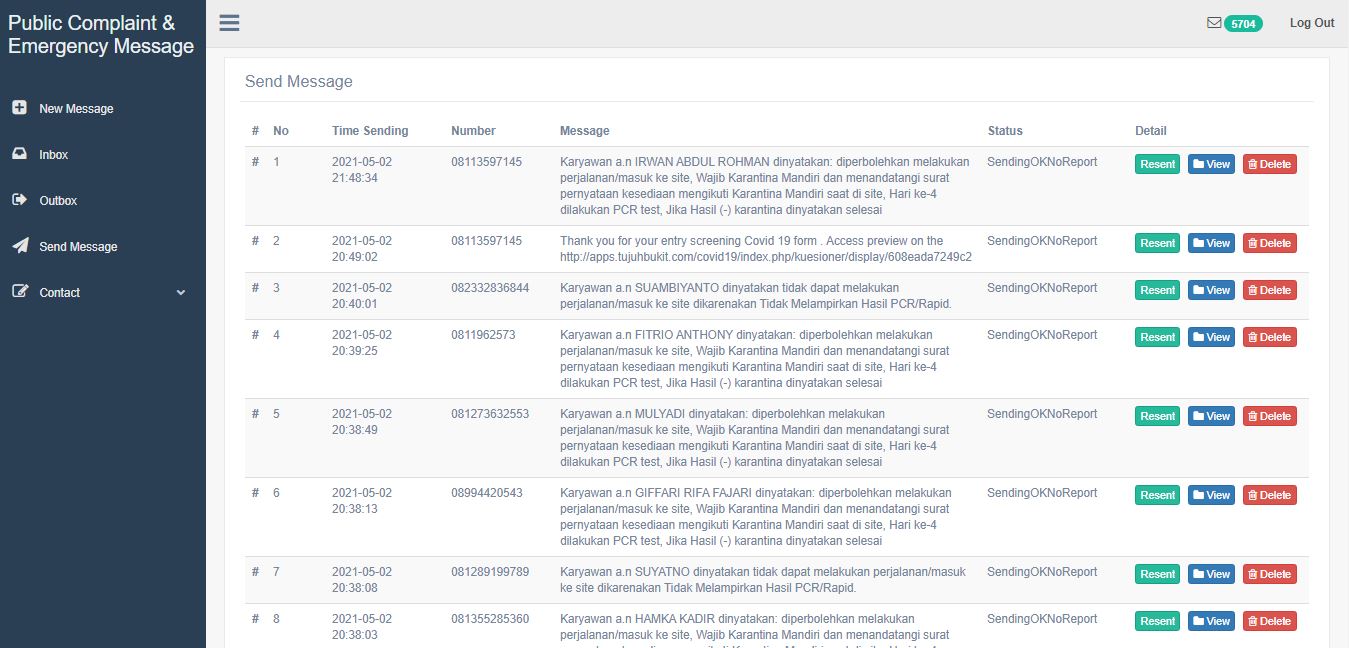 Public Complaint &
Emergency Message
5704
Log Out
New Message
Inbox
Outbox
Send Message
Contact
Send Message
# No Time Sending Number Message Status Detail
# 1 2021-05-02 08113597145 Karyawan a.n IRWAN ABDUL ROHMAN dinyatakan: diperbolehkan melakukan SendingOKNoReport Resent View Delete
21:48:34 perjalanan/masuk ke site, Wajib Karantina Mandiri dan menandatangi surat
pernyataan kesediaan mengikuti Karantina Mandiri saat di site, Hari ke-4
dilakukan PCR test, Jika Hasil (-) karantina dinyatakan selesai
# 2 2021-05-02 08113597145 Thank you for your entry screening Covid 19 form . Access preview on the SendingOKNoReport Resent View Delete
20:49:02 http://apps.tujuhbukit.com/covid19/index.php/kuesioner/display/608eada7249c2
# 3 2021-05-02 082332836844 Karyawan a.n SUAMBIYANTO dinyatakan tidak dapat melakukan SendingOKNoReport Resent View Delete
20:40:01 perjalanan/masuk ke site dikarenakan Tidak Melampirkan Hasil PCR/Rapid.
# 4 2021-05-02 0811962573 Karyawan a.n FITRIO ANTHONY dinyatakan: diperbolehkan melakukan SendingOKNoReport Resent View Delete
20:39:25 perjalanan/masuk ke site, Wajib Karantina Mandiri dan menandatangi surat
pernyataan kesediaan mengikuti Karantina Mandiri saat di site, Hari ke-4
dilakukan PCR test, Jika Hasil (-) karantina dinyatakan selesai
# 5 2021-05-02 081273632553 Karyawan a.n MULYADI dinyatakan: diperbolehkan melakukan SendingOKNoReport Resent View Delete
20:38:49 perjalanan/masuk ke site, Wajib Karantina Mandiri dan menandatangi surat
pernyataan kesediaan mengikuti Karantina Mandiri saat di site, Hari ke-4
dilakukan PCR test, Jika Hasil (-) karantina dinyatakan selesai
# 6 2021-05-02 08994420543 Karyawan a.n GIFFARI RIFA FAJARI dinyatakan: diperbolehkan melakukan SendingOKNoReport Resent View Delete
20:38:13 perjalanan/masuk ke site, Wajib Karantina Mandiri dan menandatangi surat
pernyataan kesediaan mengikuti Karantina Mandiri saat di site, Hari ke-4
dilakukan PCR test, Jika Hasil (-) karantina dinyatakan selesai
# 7 2021-05-02 081289199789 Karyawan a.n SUYATNO dinyatakan tidak dapat melakukan perjalanan/masuk SendingOKNoReport Resent View Delete
20:38:08 ke site dikarenakan Tidak Melampirkan Hasil PCR/Rapid.
# 8 2021-05-02 081355285360 Karyawan a.n HAMKA KADIR dinyatakan: diperbolehkan melakukan SendingOKNoReport Resent View Delete
20:38:03 perjalanan/masuk ke site, Wajib Karantina Mandiri dan menandatangi surat